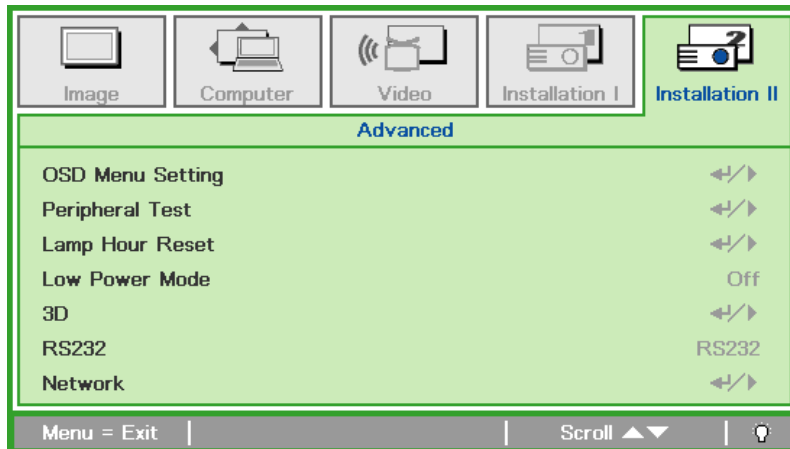 Image Computer Video Installation I Installation II
Advanced
OSD Menu Setting
Peripheral Test
Lamp Hour Reset
Low Power Mode Off
3D
RS232 RS232
Network
Menu = Exit Scroll